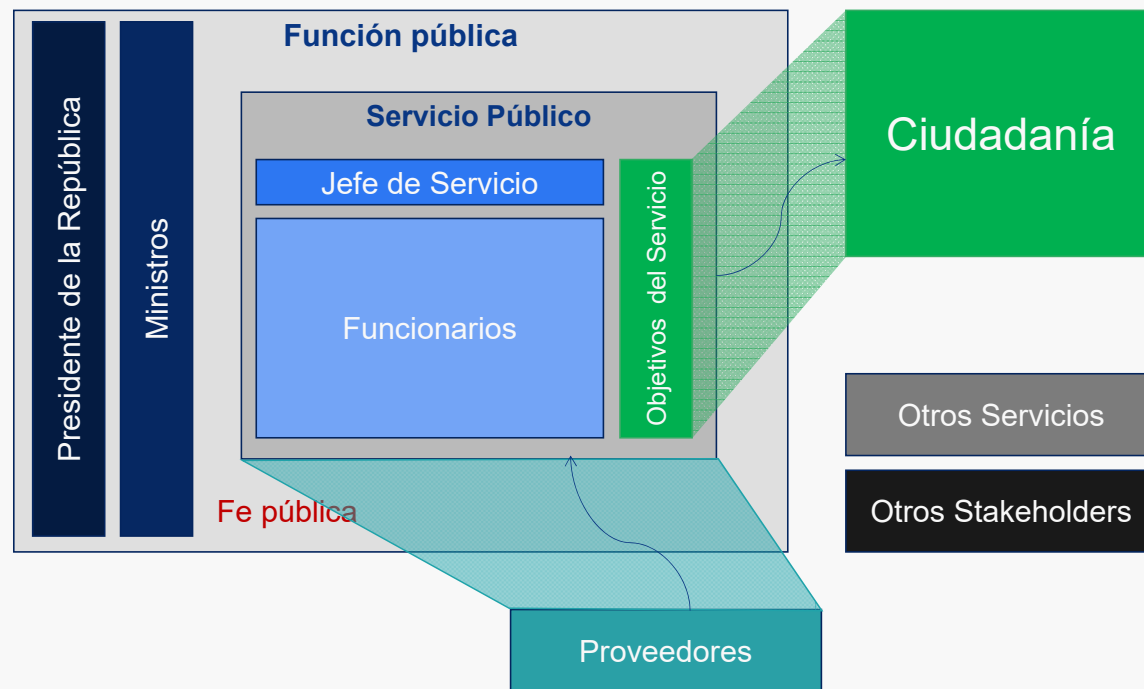 Función pública
Presidente de la República
Ministros
Servicio Público
Jefe de Servicio
Funcionarios
Objetivos del Servicio
Fe pública
Ciudadanía
Otros Servicios
Otros Stakeholders
Proveedores